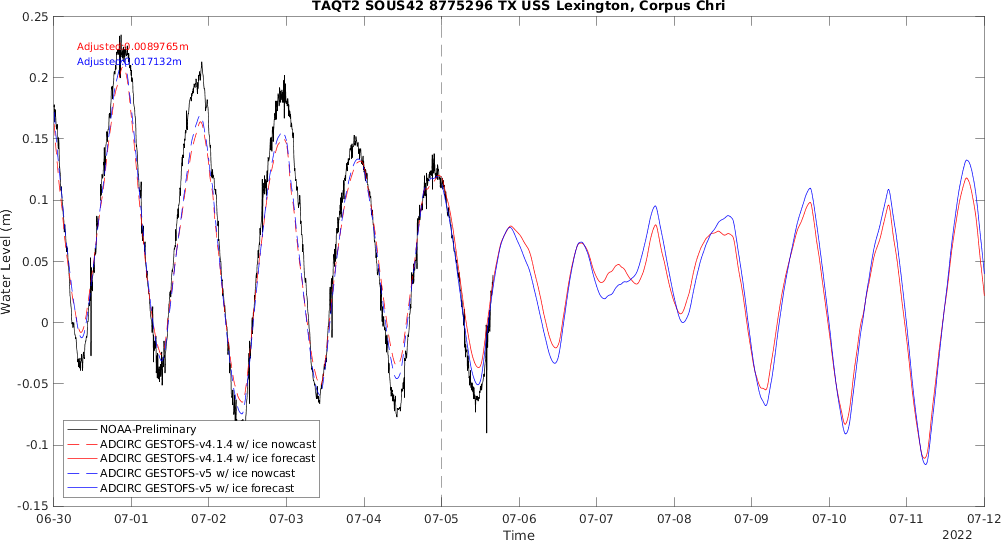 TAQT2 SOUS42 8775296 TX USS Lexington, Corpus Chri
0.25
0.2
0.15
0.1
0.05
0
-0.05
-0.1
-0.15
Water Level (m)
Adjusted:0.0089765m
Adjusted:0.017132m
NOAA-Preliminary
ADCIRC GESTOFS-v4.1.4 w/ ice nowcast
ADCIRC GESTOFS-v4.1.4 w/ ice forecast
ADCIRC GESTOFS-v5 w/ ice nowcast
ADCIRC GESTOFS-v5 w/ ice forecast
06-30 07-01 07-02 07-03 07-04 07-05 07-06 07-07 07-08 07-09 07-10 07-11 07-12
Time
2022